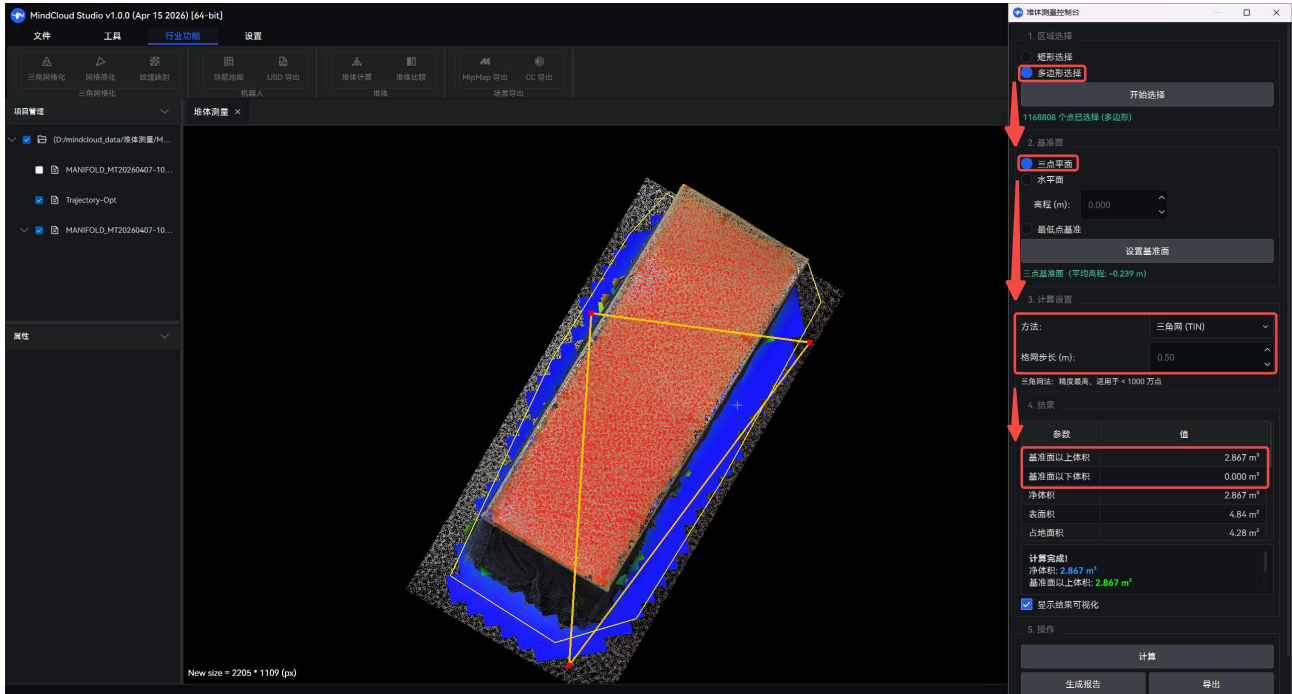 MindCloud Studio v1.0.0 (Apr 15 2026) [64-bit]
文件 工具 行业功能 设置
三角网格化 网格简化 纹理映射 导航地图 .USD 导出 堆体计算 堆体比较 MipMap 导出 CC 导出
三角网格化 机器人 堆体 场景导出
项目管理
(D:/mindcloud_data/堆体测量/M...
MANIFOLD_MT20260407-10...
Trajectory-Opt
MANIFOLD_MT20260407-10...
属性
堆体测量 ×
New size = 2205 * 1109 (px)
堆体测量控制台
1. 区域选择
矩形选择
多边形选择
开始选择
1168808 个点已选择 (多边形)
2. 基准面
三点平面
水平面
高程 (m): 0.000
最低点基准
设置基准面
三点基准面（平均高程: -0.239 m)
3. 计算设置
方法: 三角网 (TIN)
格网步长 (m): 0.50
三角网法：精度最高，适用于 < 1000 万点
4. 结果
参数 值
基准面以上体积 2.867 m³
基准面以下体积 0.000 m³
净体积 2.867 m³
表面积 4.84 m²
占地面积 4.28 m²
计算完成!
净体积: 2.867 m³
基准面以上体积: 2.867 m³
显示结果可视化
5. 操作
计算
生成报告 导出